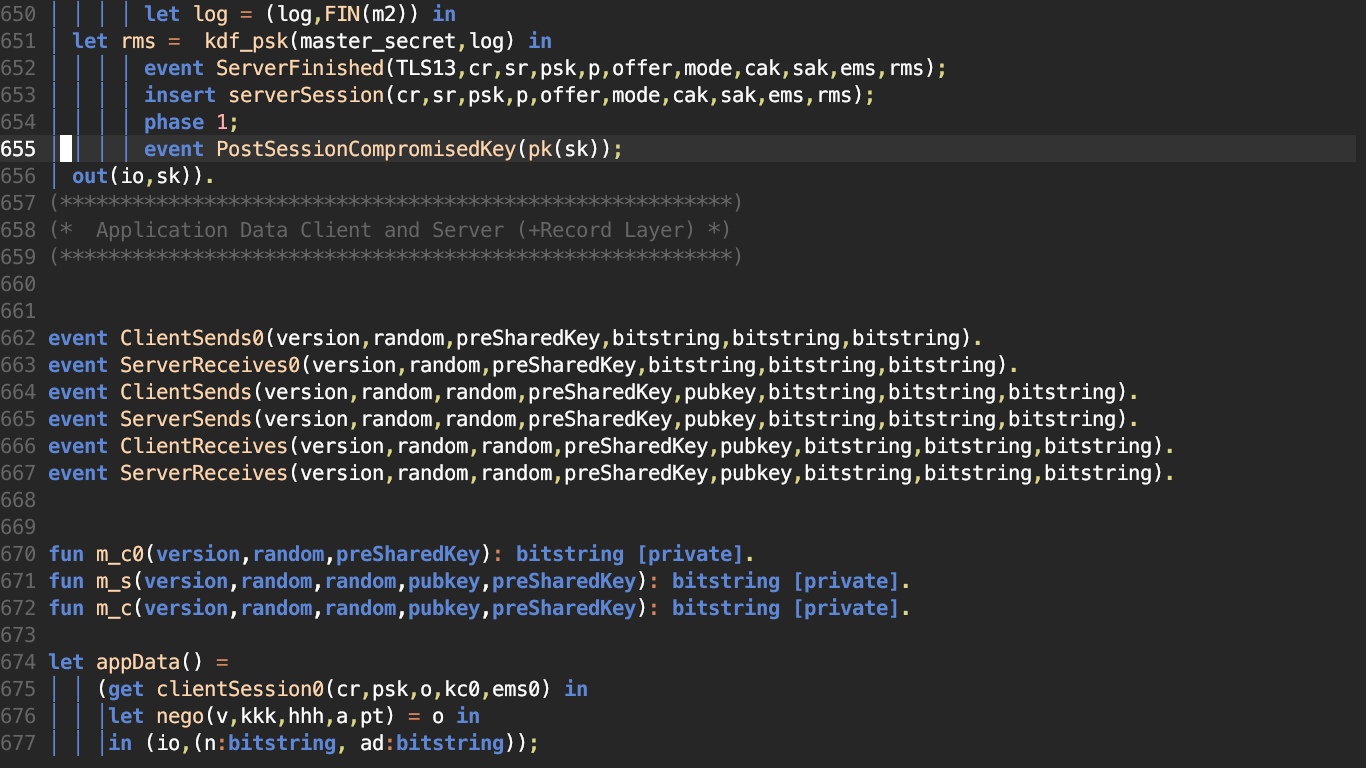 650 let log = (log,FIN(m2)) in
651 let rms =  kdf_psk(master_secret,log) in
652 event ServerFinished(TLS13,cr,sr,psk,p,offer,mode,cak,sak,ems,rms);
653 insert serverSession(cr,sr,psk,p,offer,mode,cak,sak,ems,rms);
654 phase 1;
655 event PostSessionCompromisedKey(pk(sk));
656 out(io,sk)).
657 (********************************************************)
658 (*  Application Data Client and Server (+Record Layer) *)
659 (********************************************************)
660
661
662 event ClientSends0(version,random,preSharedKey,bitstring,bitstring,bitstring).
663 event ServerReceives0(version,random,preSharedKey,bitstring,bitstring,bitstring).
664 event ClientSends(version,random,random,preSharedKey,pubkey,bitstring,bitstring,bitstring).
665 event ServerSends(version,random,random,preSharedKey,pubkey,bitstring,bitstring,bitstring).
666 event ClientReceives(version,random,random,preSharedKey,pubkey,bitstring,bitstring,bitstring).
667 event ServerReceives(version,random,random,preSharedKey,pubkey,bitstring,bitstring,bitstring).
668
669
670 fun m_c0(version,random,preSharedKey): bitstring [private].
671 fun m_s(version,random,random,pubkey,preSharedKey): bitstring [private].
672 fun m_c(version,random,random,pubkey,preSharedKey): bitstring [private].
673
674 let appData() =
675 (get clientSession0(cr,psk,o,kc0,ems0) in
676 let nego(v,kkk,hhh,a,pt) = o in
677 in (io,(n:bitstring, ad:bitstring));